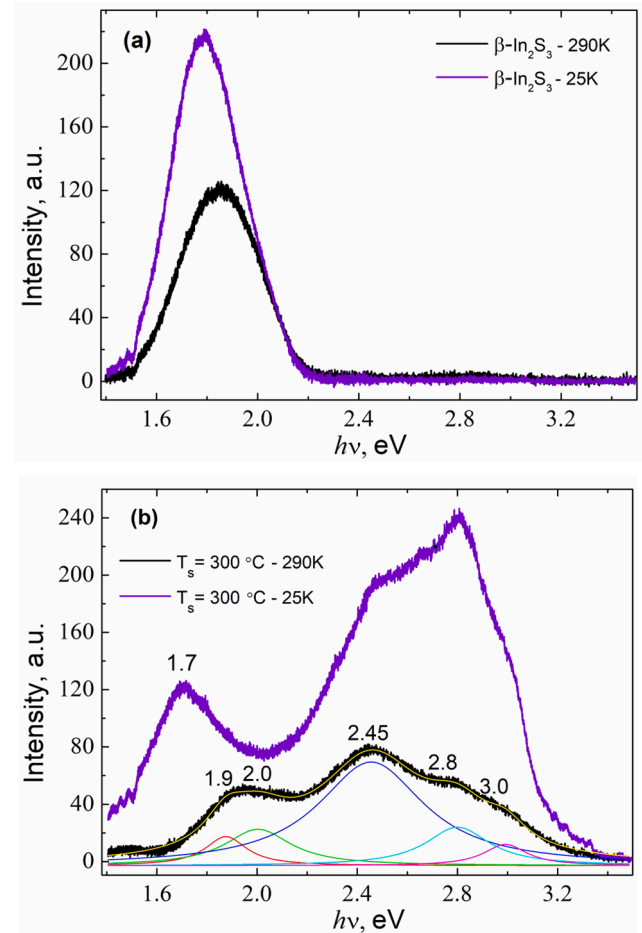 (a)
β-In₂S₃ - 290K
β-In₂S₃ - 25K
Intensity, a.u.
220
160
120
80
40
0
1.6 2.0 2.4 2.8 3.2
hν, eV
(b)
Tₛ= 300 °C - 290K
Tₛ= 300 °C - 25K
Intensity, a.u.
240
200
160
120
80
40
0
1.7
1.9 2.0 2.45 2.8 3.0
1.6 2.0 2.4 2.8 3.2
hν, eV